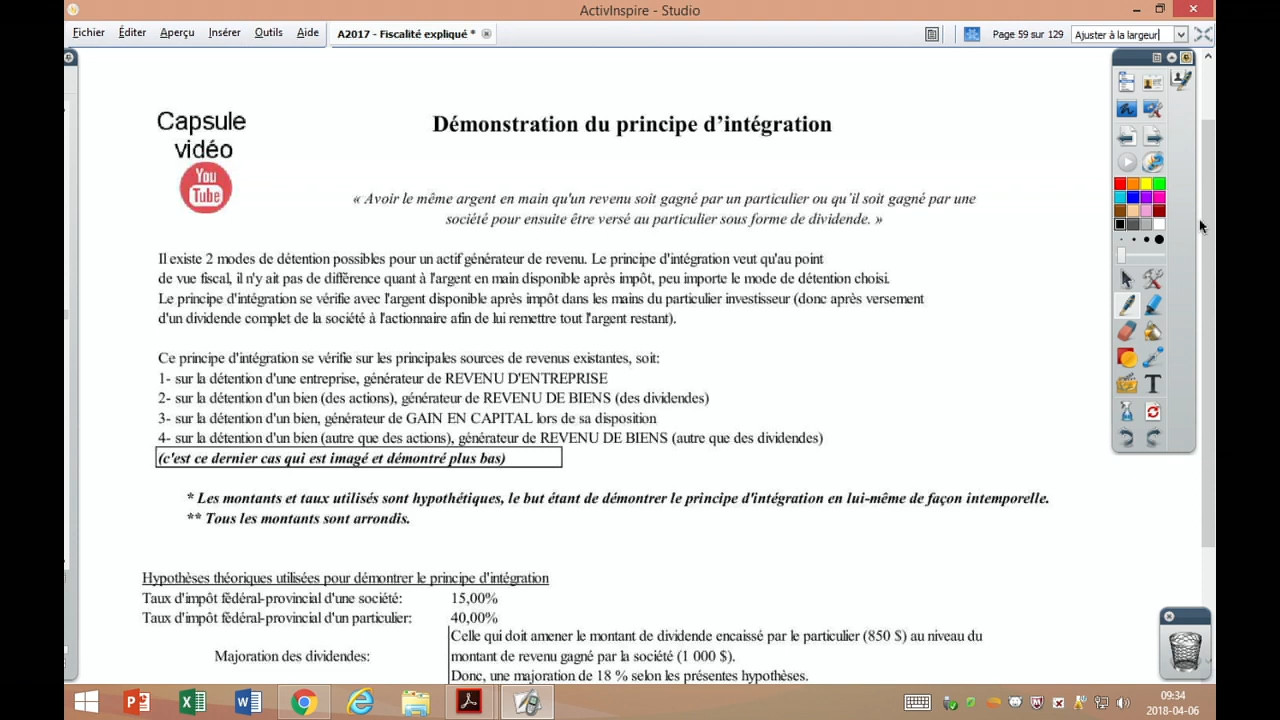 ActivInspire - Studio
Fichier Éditer Aperçu Insérer Outils Aide
A2017 - Fiscalité expliqué *
Page 59 sur 129
Ajuster à la largeur
Capsule
vidéo
You
Tube
Démonstration du principe d’intégration
« Avoir le même argent en main qu'un revenu soit gagné par un particulier ou qu’il soit gagné par une
société pour ensuite être versé au particulier sous forme de dividende. »
Il existe 2 modes de détention possibles pour un actif générateur de revenu. Le principe d'intégration veut qu'au point
de vue fiscal, il n'y ait pas de différence quant à l'argent en main disponible après impôt, peu importe le mode de détention choisi.
Le principe d'intégration se vérifie avec l'argent disponible après impôt dans les mains du particulier investisseur (donc après versement
d'un dividende complet de la société à l'actionnaire afin de lui remettre tout l'argent restant).
Ce principe d'intégration se vérifie sur les principales sources de revenus existantes, soit:
1- sur la détention d'une entreprise, générateur de REVENU D'ENTREPRISE
2- sur la détention d'un bien (des actions), générateur de REVENU DE BIENS (des dividendes)
3- sur la détention d'un bien, générateur de GAIN EN CAPITAL lors de sa disposition
4- sur la détention d'un bien (autre que des actions), générateur de REVENU DE BIENS (autre que des dividendes)
(c'est ce dernier cas qui est imagé et démontré plus bas)
* Les montants et taux utilisés sont hypothétiques, le but étant de démontrer le principe d'intégration en lui-même de façon intemporelle.
** Tous les montants sont arrondis.
Hypothèses théoriques utilisées pour démontrer le principe d'intégration
Taux d'impôt fédéral-provincial d'une société: 15,00%
Taux d'impôt fédéral-provincial d'un particulier: 40,00%
Celle qui doit amener le montant de dividende encaissé par le particulier (850 $) au niveau du
Majoration des dividendes: montant de revenu gagné par la société (1 000 $).
Donc, une majoration de 18 % selon les présentes hypothèses.
09:34
2018-04-06